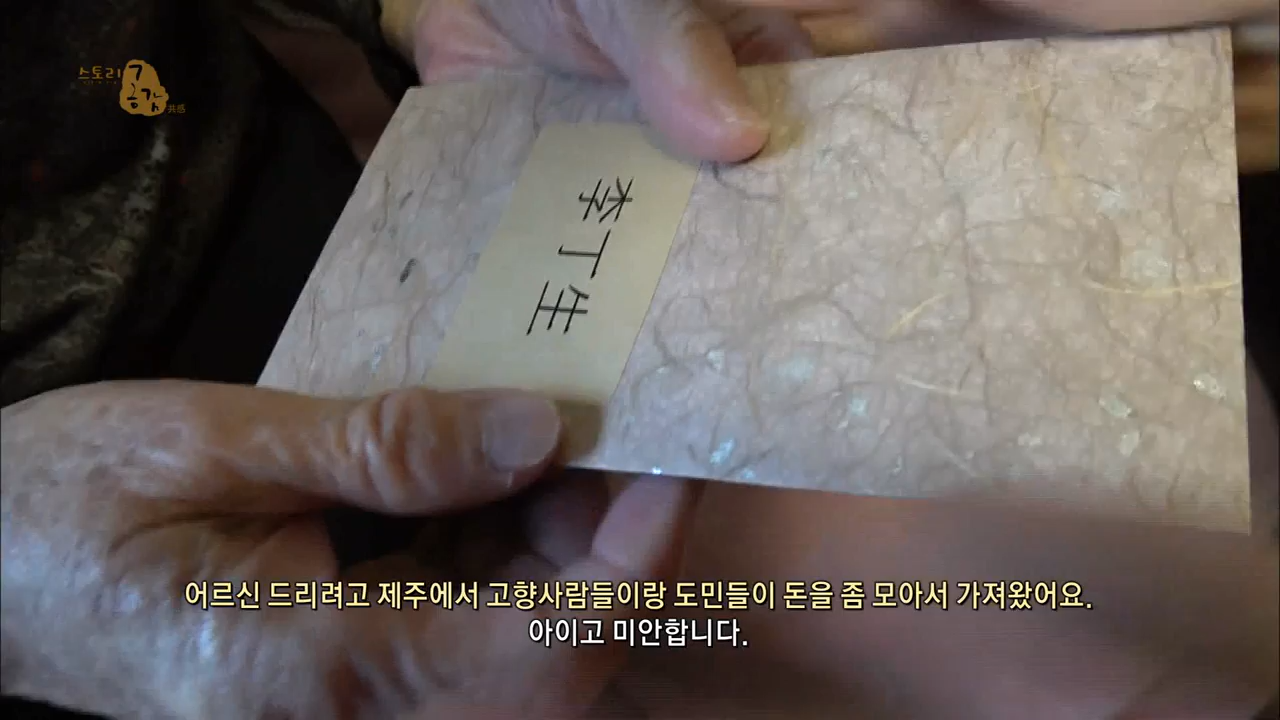 스토리
공감
共感
李丁生
어르신 드리려고 제주에서 고향사람들이랑 도민들이 돈을 좀 모아서 가져왔어요.
아이고 미안합니다.